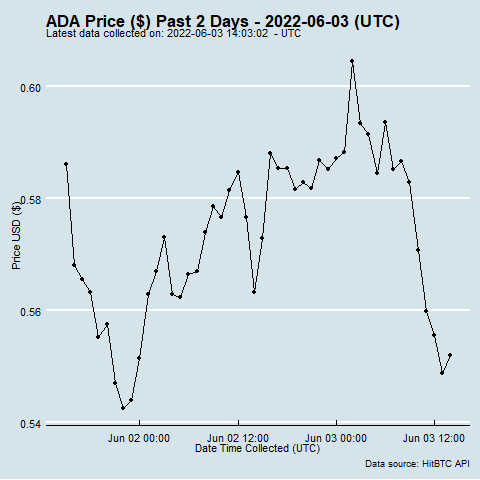 ADA Price ($) Past 2 Days - 2022-06-03 (UTC)
Latest data collected on: 2022-06-03 14:03:02 - UTC
0.60
0.58
Price USD ($)
0.56
0.54
Jun 02 00:00 Jun 02 12:00 Jun 03 00:00 Jun 03 12:00
Date Time Collected (UTC)
Data source: HitBTC API